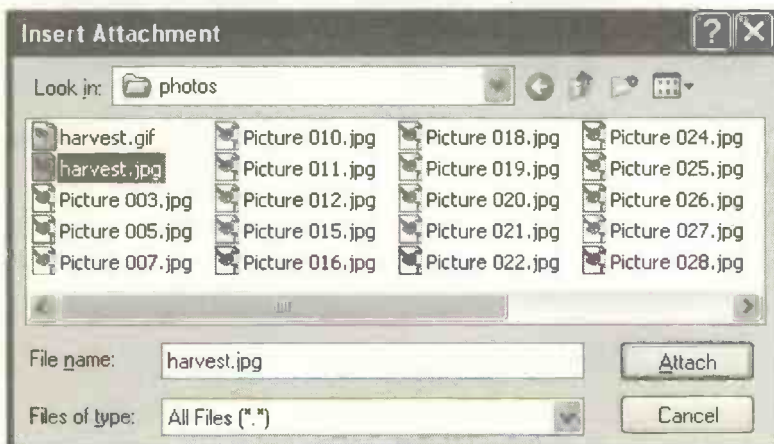 Insert Attachment
Look in: photos
harvest.gif Picture 010.jpg Picture 018.jpg Picture 024.jpg
harvest.jpg Picture 011.jpg Picture 019.jpg Picture 025.jpg
Picture 003.jpg Picture 012.jpg Picture 020.jpg Picture 026.jpg
Picture 005.jpg Picture 015.jpg Picture 021.jpg Picture 027.jpg
Picture 007.jpg Picture 016.jpg Picture 022.jpg Picture 028.jpg
File name: harvest.jpg Attach
Files of type: All Files (*.*) Cancel